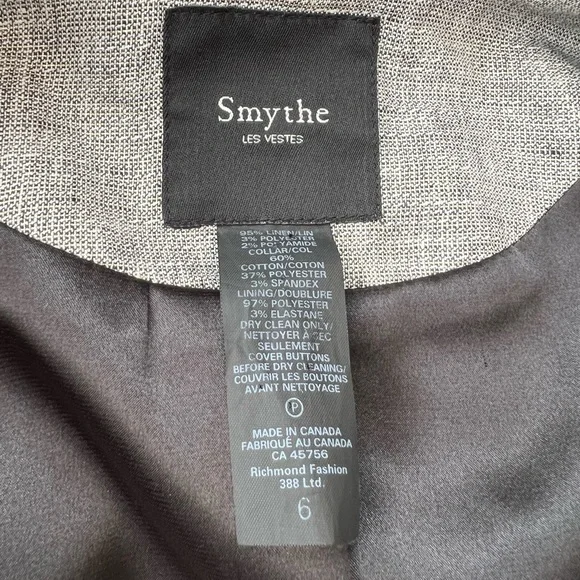 Smythe
LES VESTES
95% LINEN/LIN
3% POLYESTER
2% POLYAMIDE
COLLAR/COL
60%
COTTON/COTON
37% POLYESTER
3% SPANDEX
LINING/DOUBLURE
97% POLYESTER
3% ELASTANE
DRY CLEAN ONLY/
NETTOYER À SEC
SEULEMENT
COVER BUTTONS
BEFORE DRY CLEANING/
COUVRIR LES BOUTONS
AVANT NETTOYAGE
P
MADE IN CANADA
FABRIQUÉ AU CANADA
CA 45756
Richmond Fashion
388 Ltd.
6